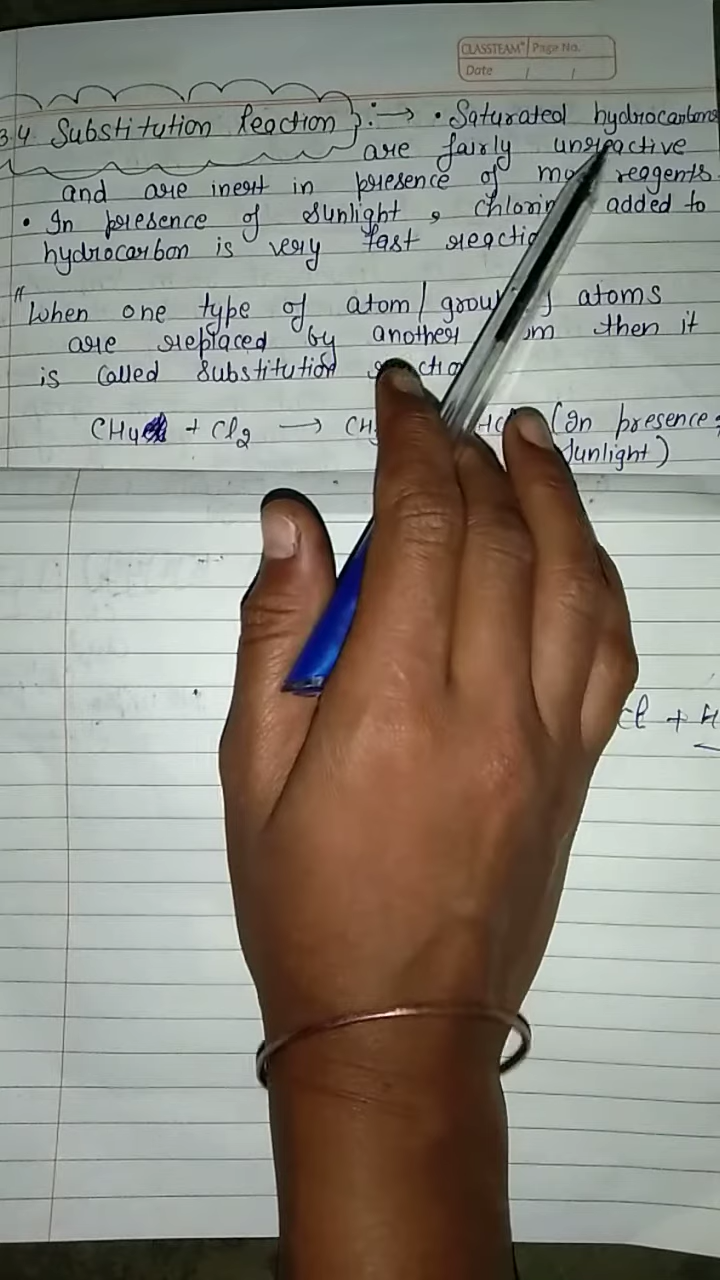 CLASSTEAM Page No.
Date / /
3.4 Substitution Reaction :→ • Saturated hydrocarbons
are fairly unreactive
and are inert in presence of reagents.
• In presence of sunlight, added to
hydrocarbon is very fast
"When one type of atom/ atoms
are replaced by another then it
is called Substitution
CH4 + Cl2 → (In presence
Sunlight)
Cl + H